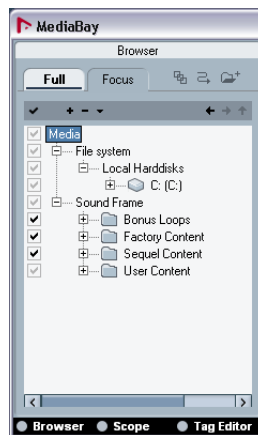 MediaBay
Browser
Full Focus
Media
File system
Local Harddisks
C: (C:)
Sound Frame
Bonus Loops
Factory Content
Sequel Content
User Content
Browser Scope Tag Editor